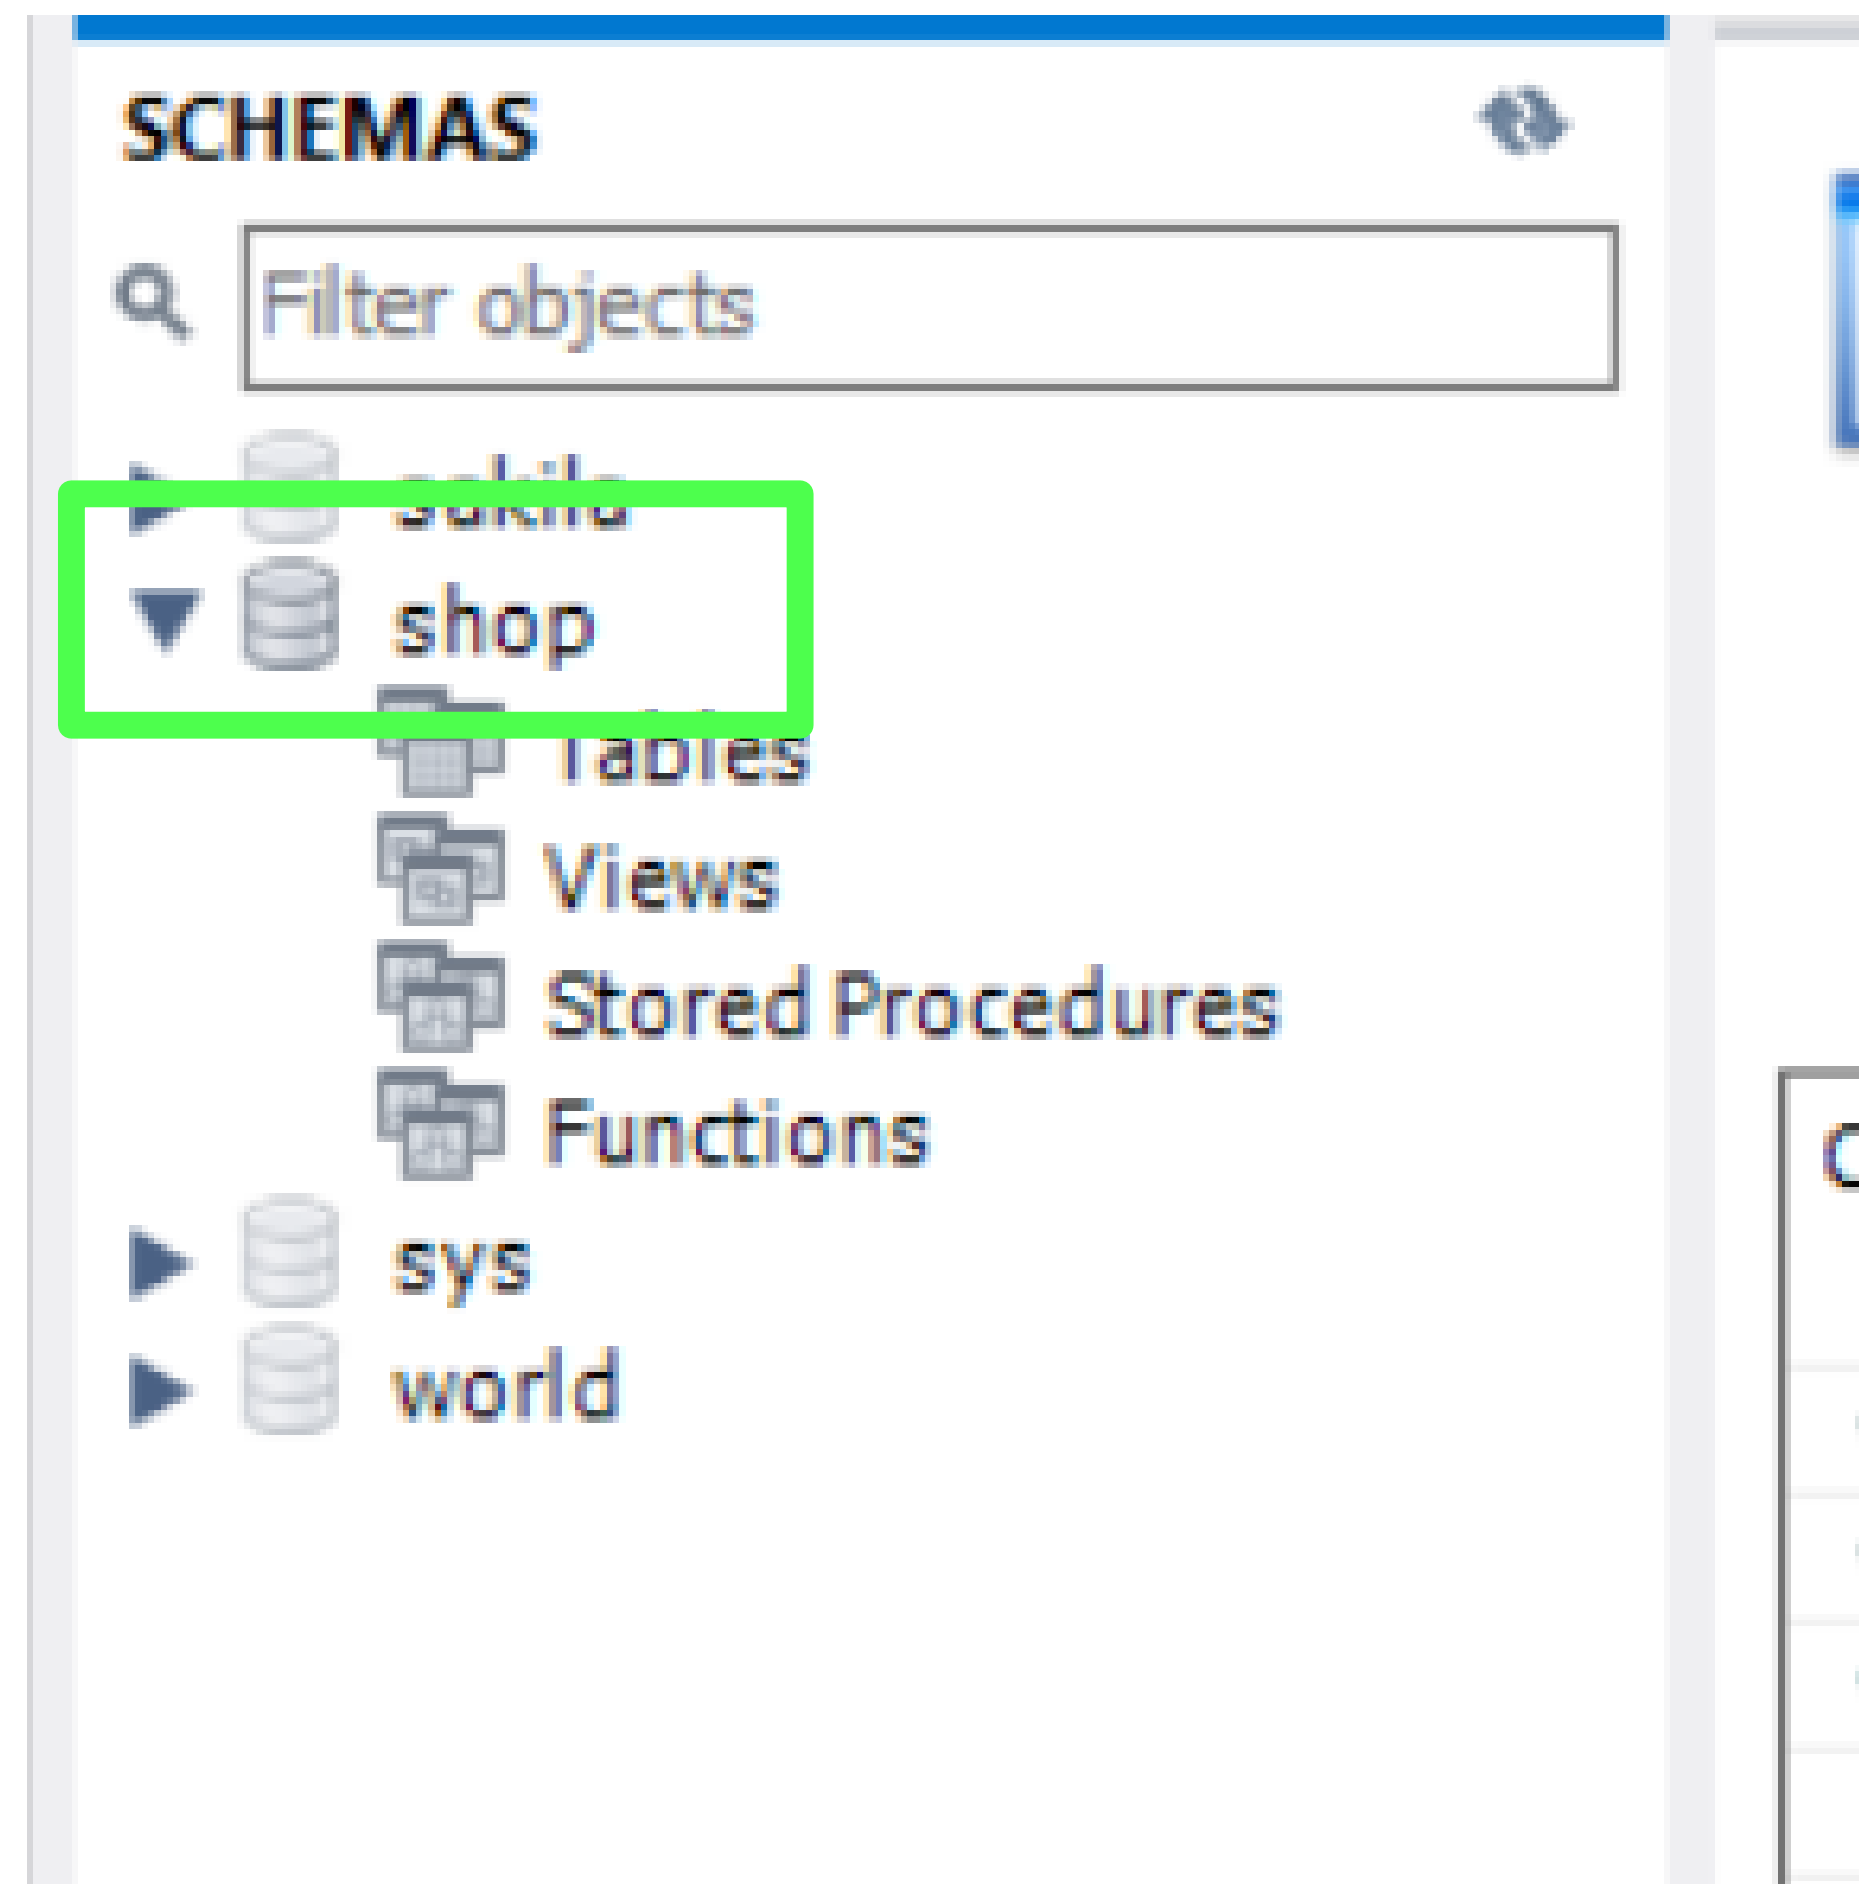 SCHEMAS
Filter objects
sakila
shop
Tables
Views
Stored Procedures
Functions
sys
world